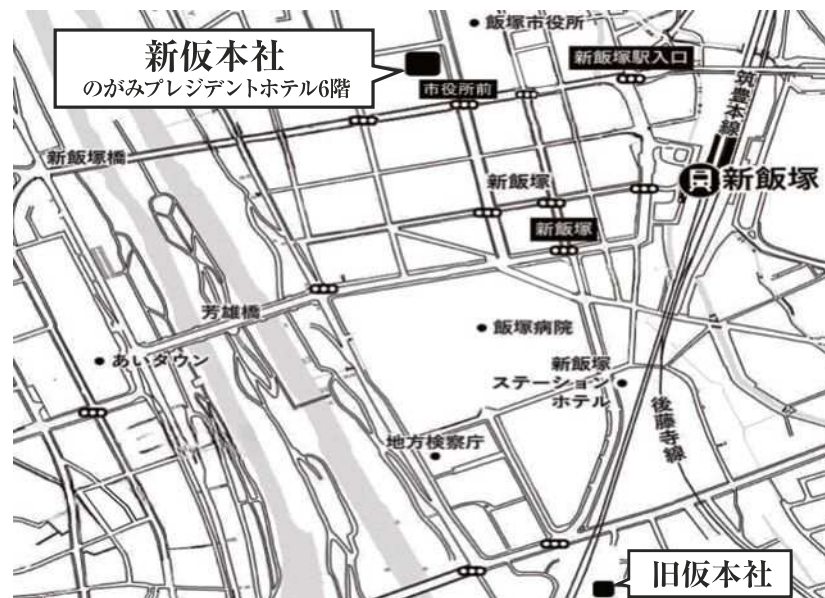 飯塚市役所
新仮本社
のがみプレジデントホテル6階
新飯塚駅入口
市役所前
筑豊本線
新飯塚橋
新飯塚
新飯塚
新飯塚
芳雄橋
飯塚病院
あいタウン
新飯塚
ステーション
ホテル
後藤寺線
地方検察庁
旧仮本社